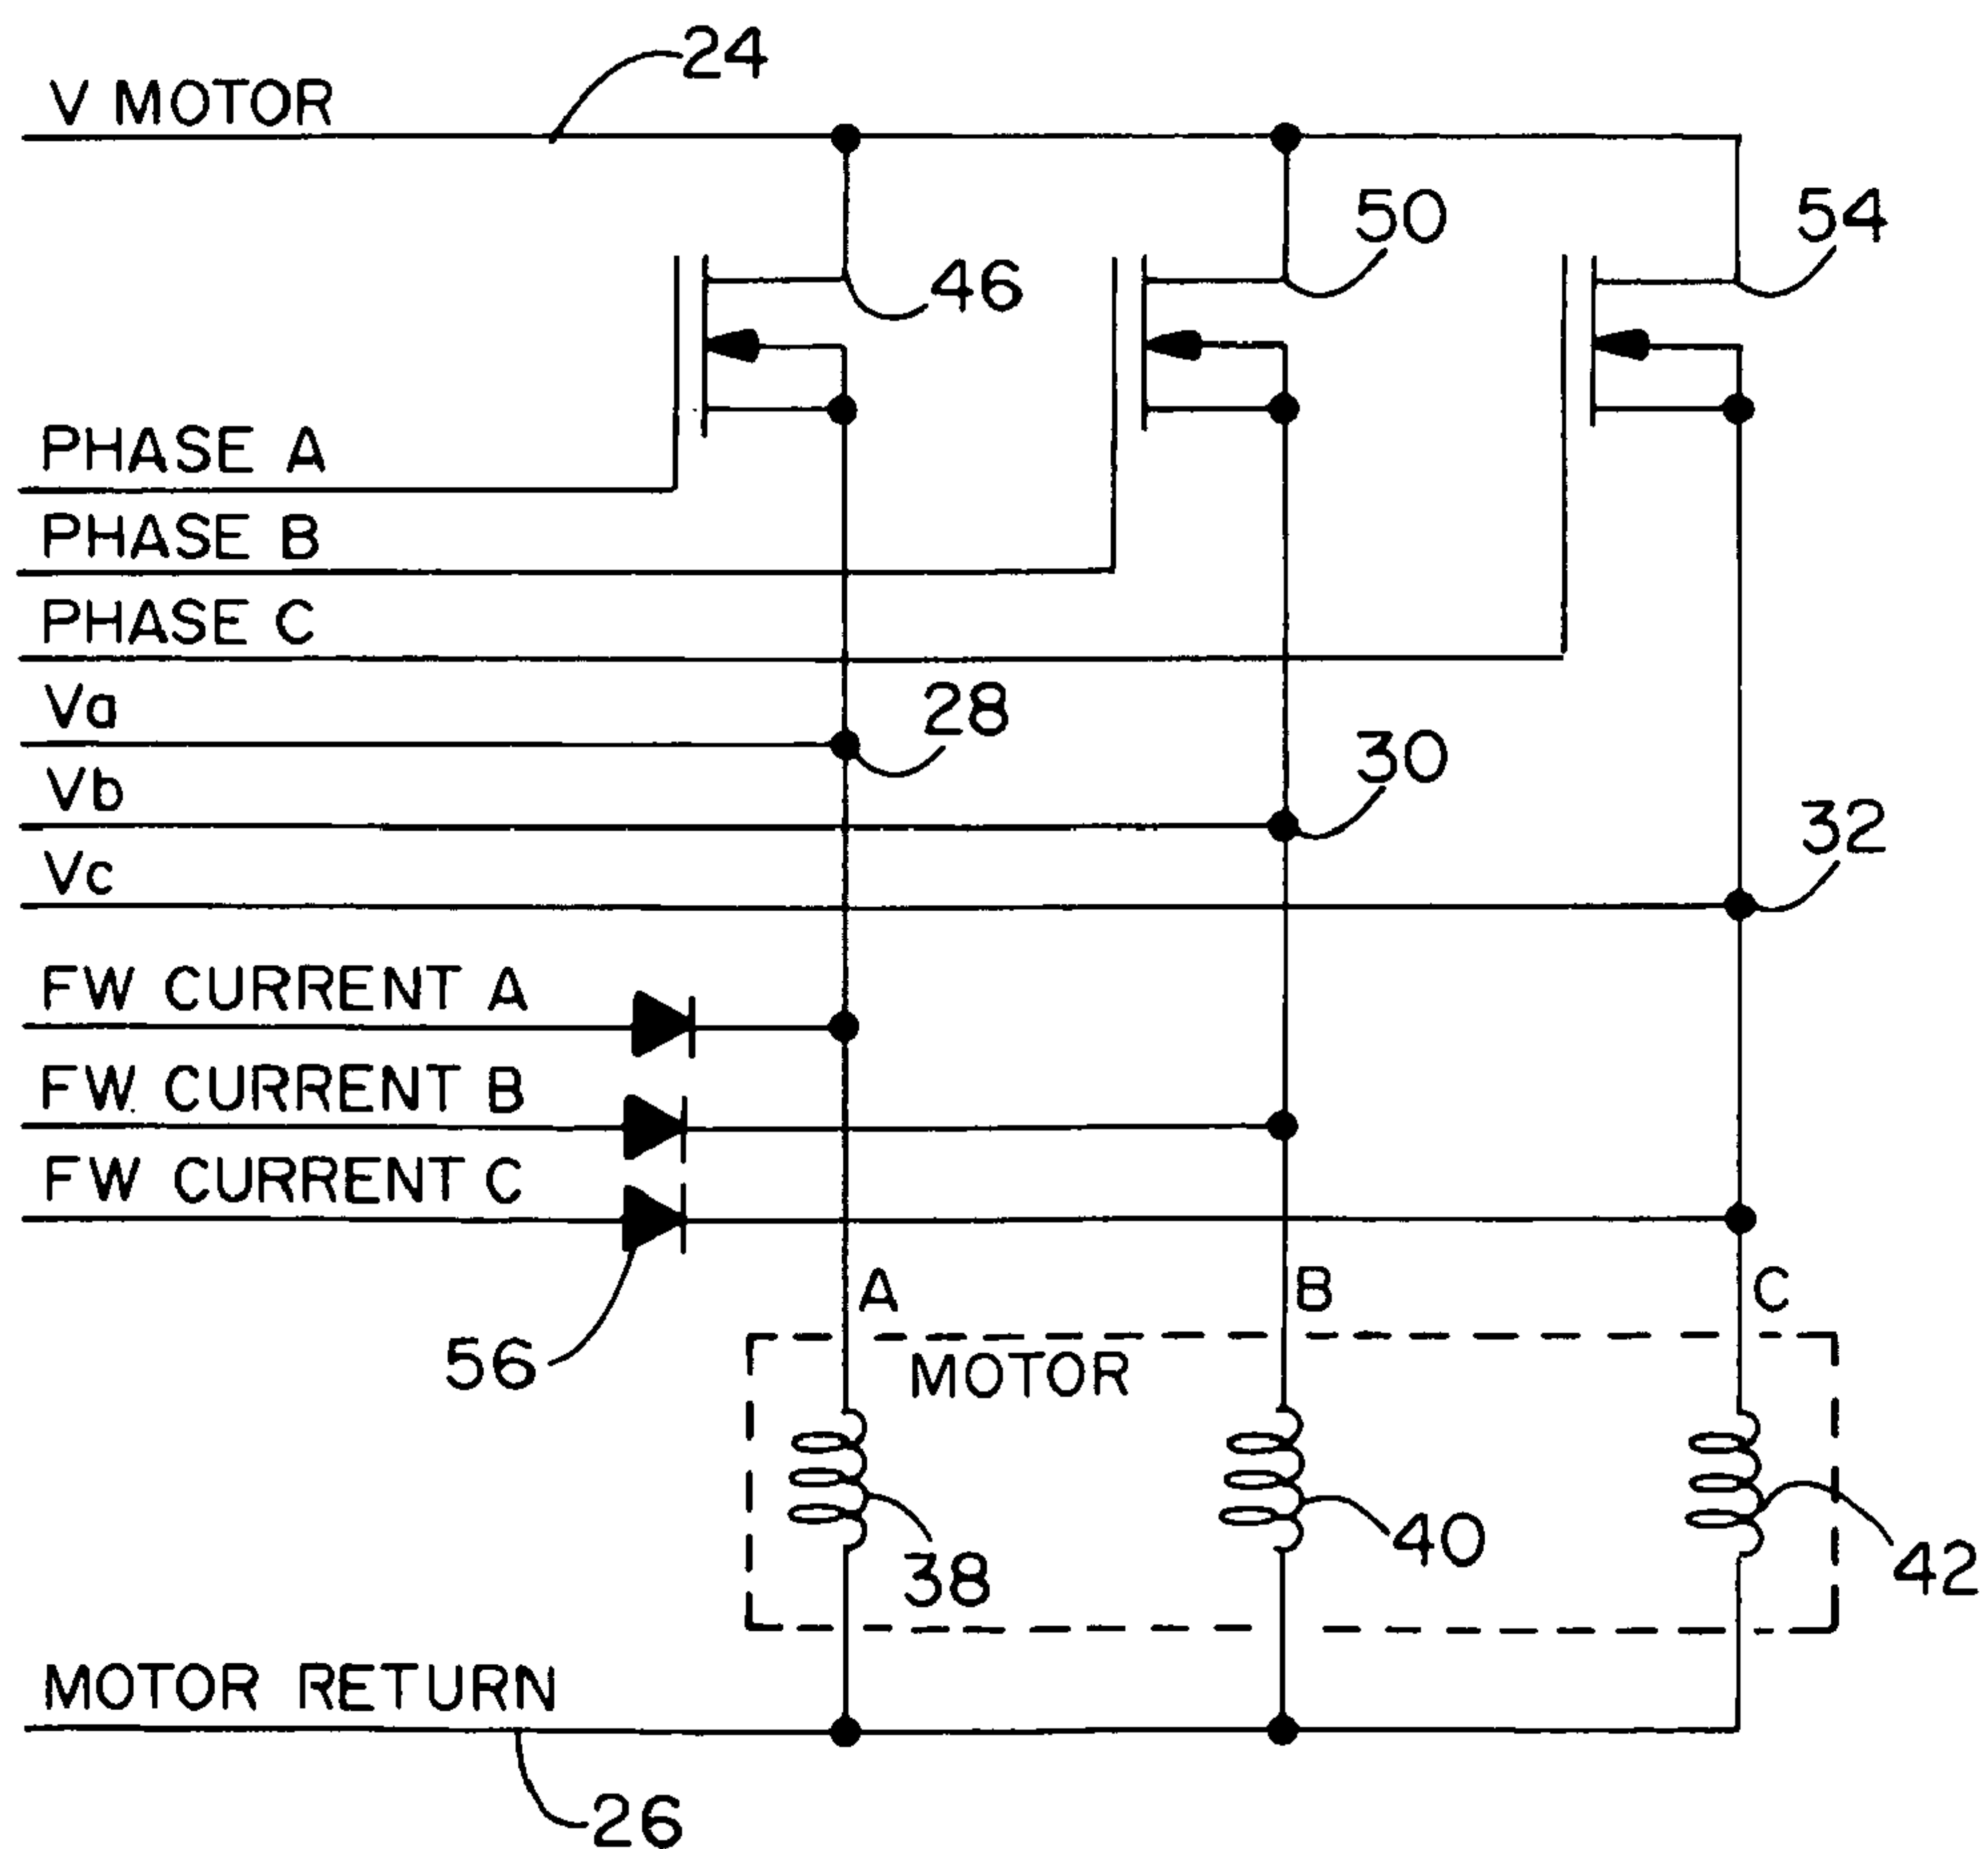 24
V MOTOR
50
54
46
PHASE A
PHASE B
PHASE C
Va
28
Vb
30
Vc
32
FW CURRENT A
FW CURRENT B
FW CURRENT C
A
B
C
56
MOTOR
38
40
42
MOTOR RETURN
26